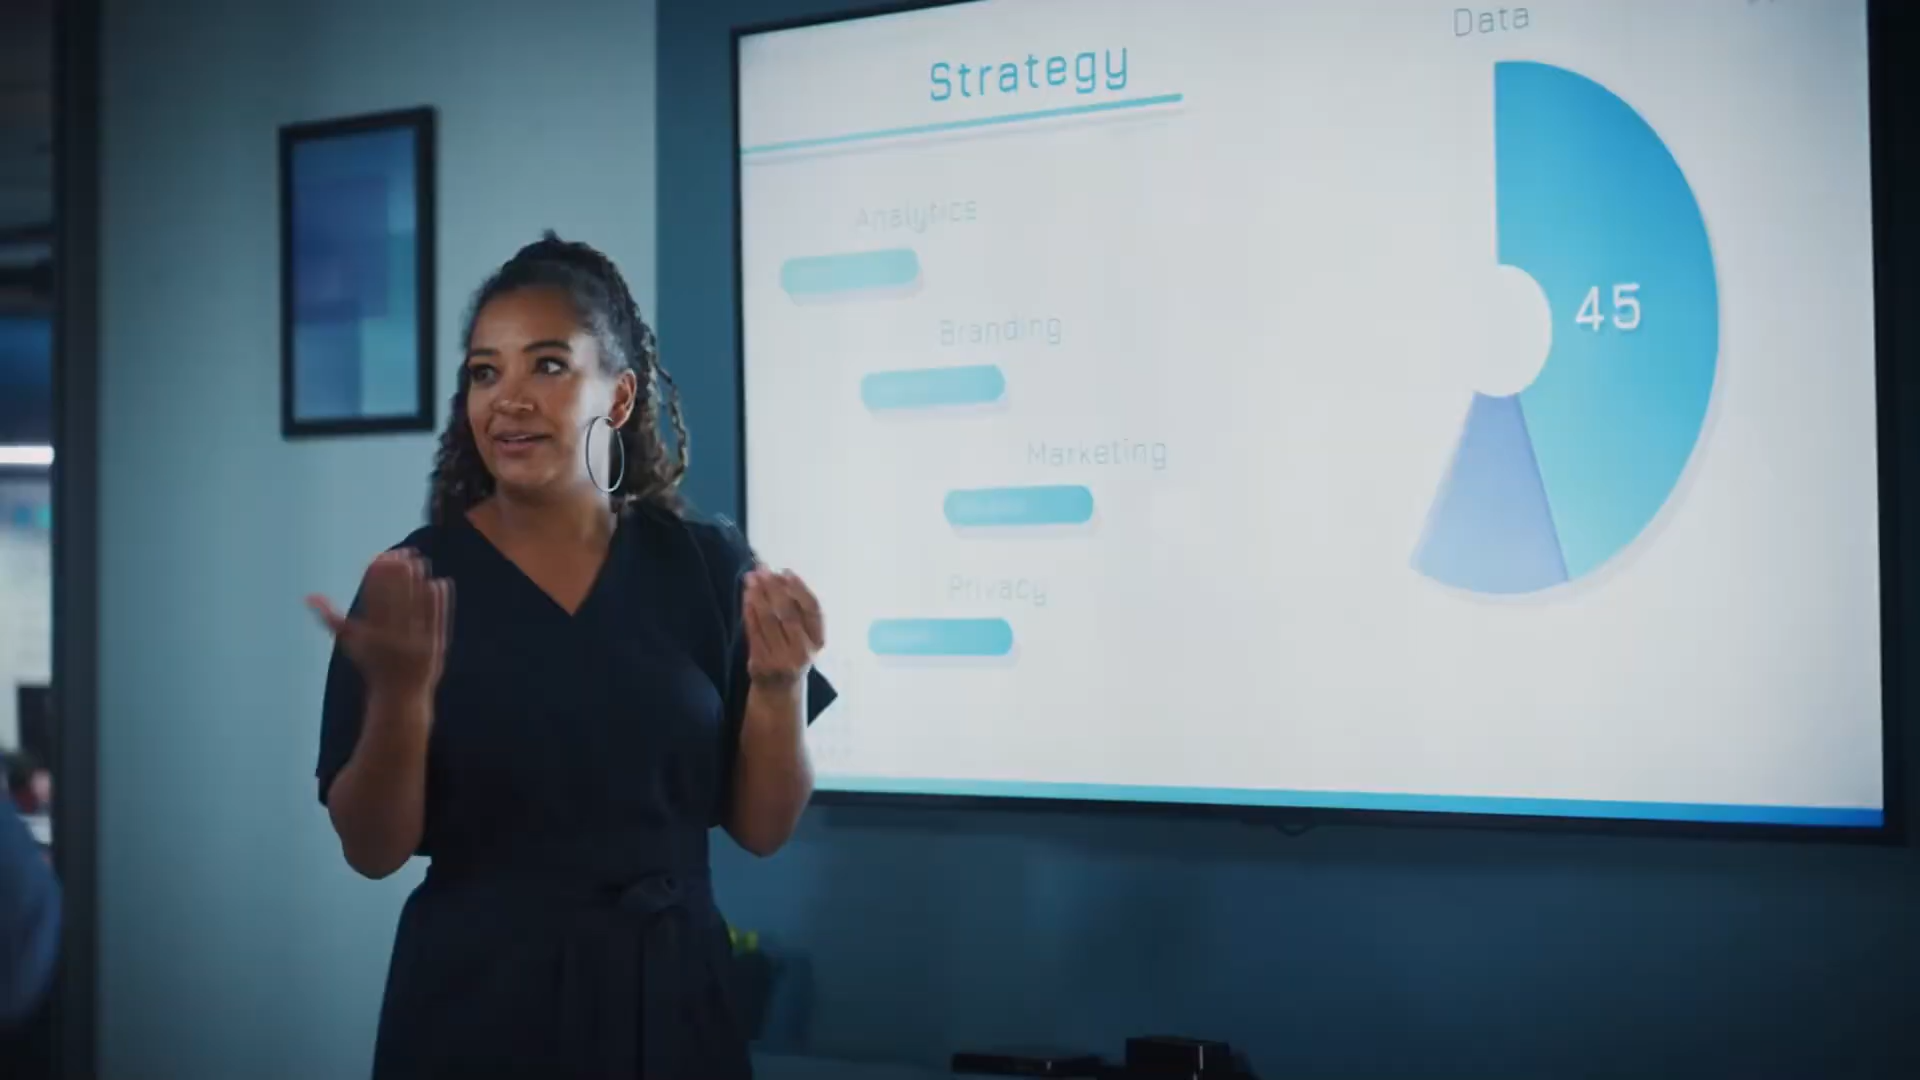 Strategy
Analytics
Branding
Marketing
Privacy
Data
45